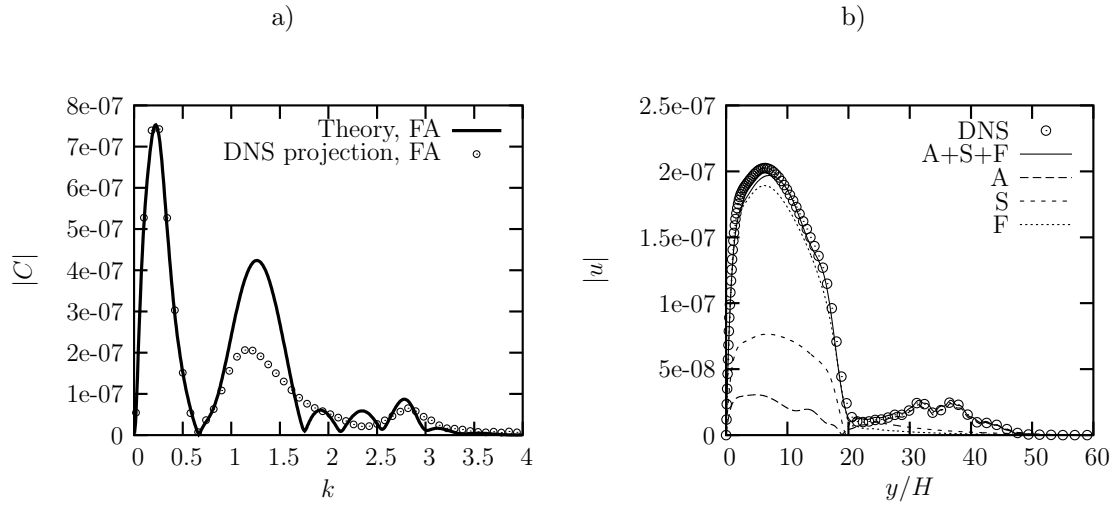 a)
b)
8e-07
7e-07
6e-07
5e-07
4e-07
3e-07
2e-07
1e-07
0
0 0.5 1 1.5 2 2.5 3 3.5 4
|C|
k
Theory, FA
DNS projection, FA
2.5e-07
2e-07
1.5e-07
1e-07
5e-08
0
0 10 20 30 40 50 60
|u|
y/H
DNS
A+S+F
A
S
F